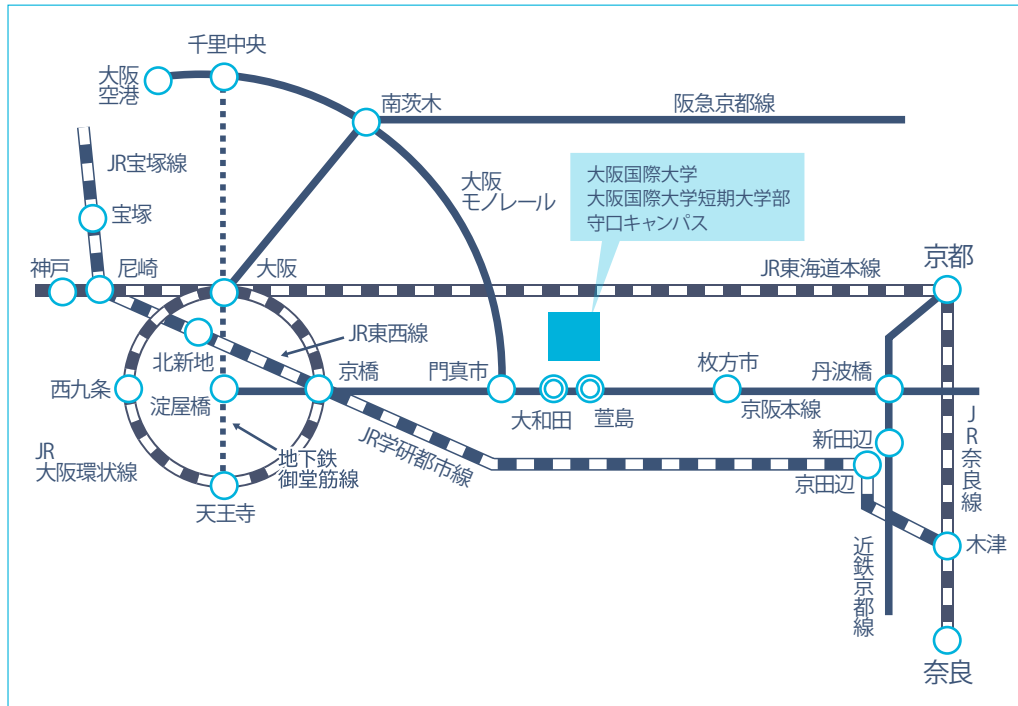 千里中央
大阪
空港
南茨木
阪急京都線
JR宝塚線
大阪
モノレール
大阪国際大学
大阪国際大学短期大学部
守口キャンパス
宝塚
神戸
尼崎
大阪
JR東海道本線
京都
JR東西線
北新地
西九条
淀屋橋
京橋
門真市
大和田
萱島
枚方市
京阪本線
丹波橋
JR
大阪環状線
地下鉄
御堂筋線
JR学研都市線
新田辺
京田辺
JR奈良線
天王寺
近鉄京都線
木津
奈良